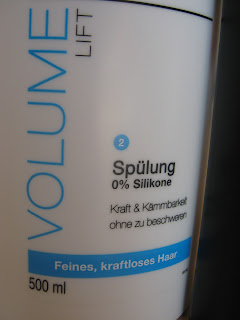 VOLUME
LIFT
2
Spülung
0% Silikone
Kraft & Kämmbarkeit
ohne zu beschweren
Feines, kraftloses Haar
500 ml